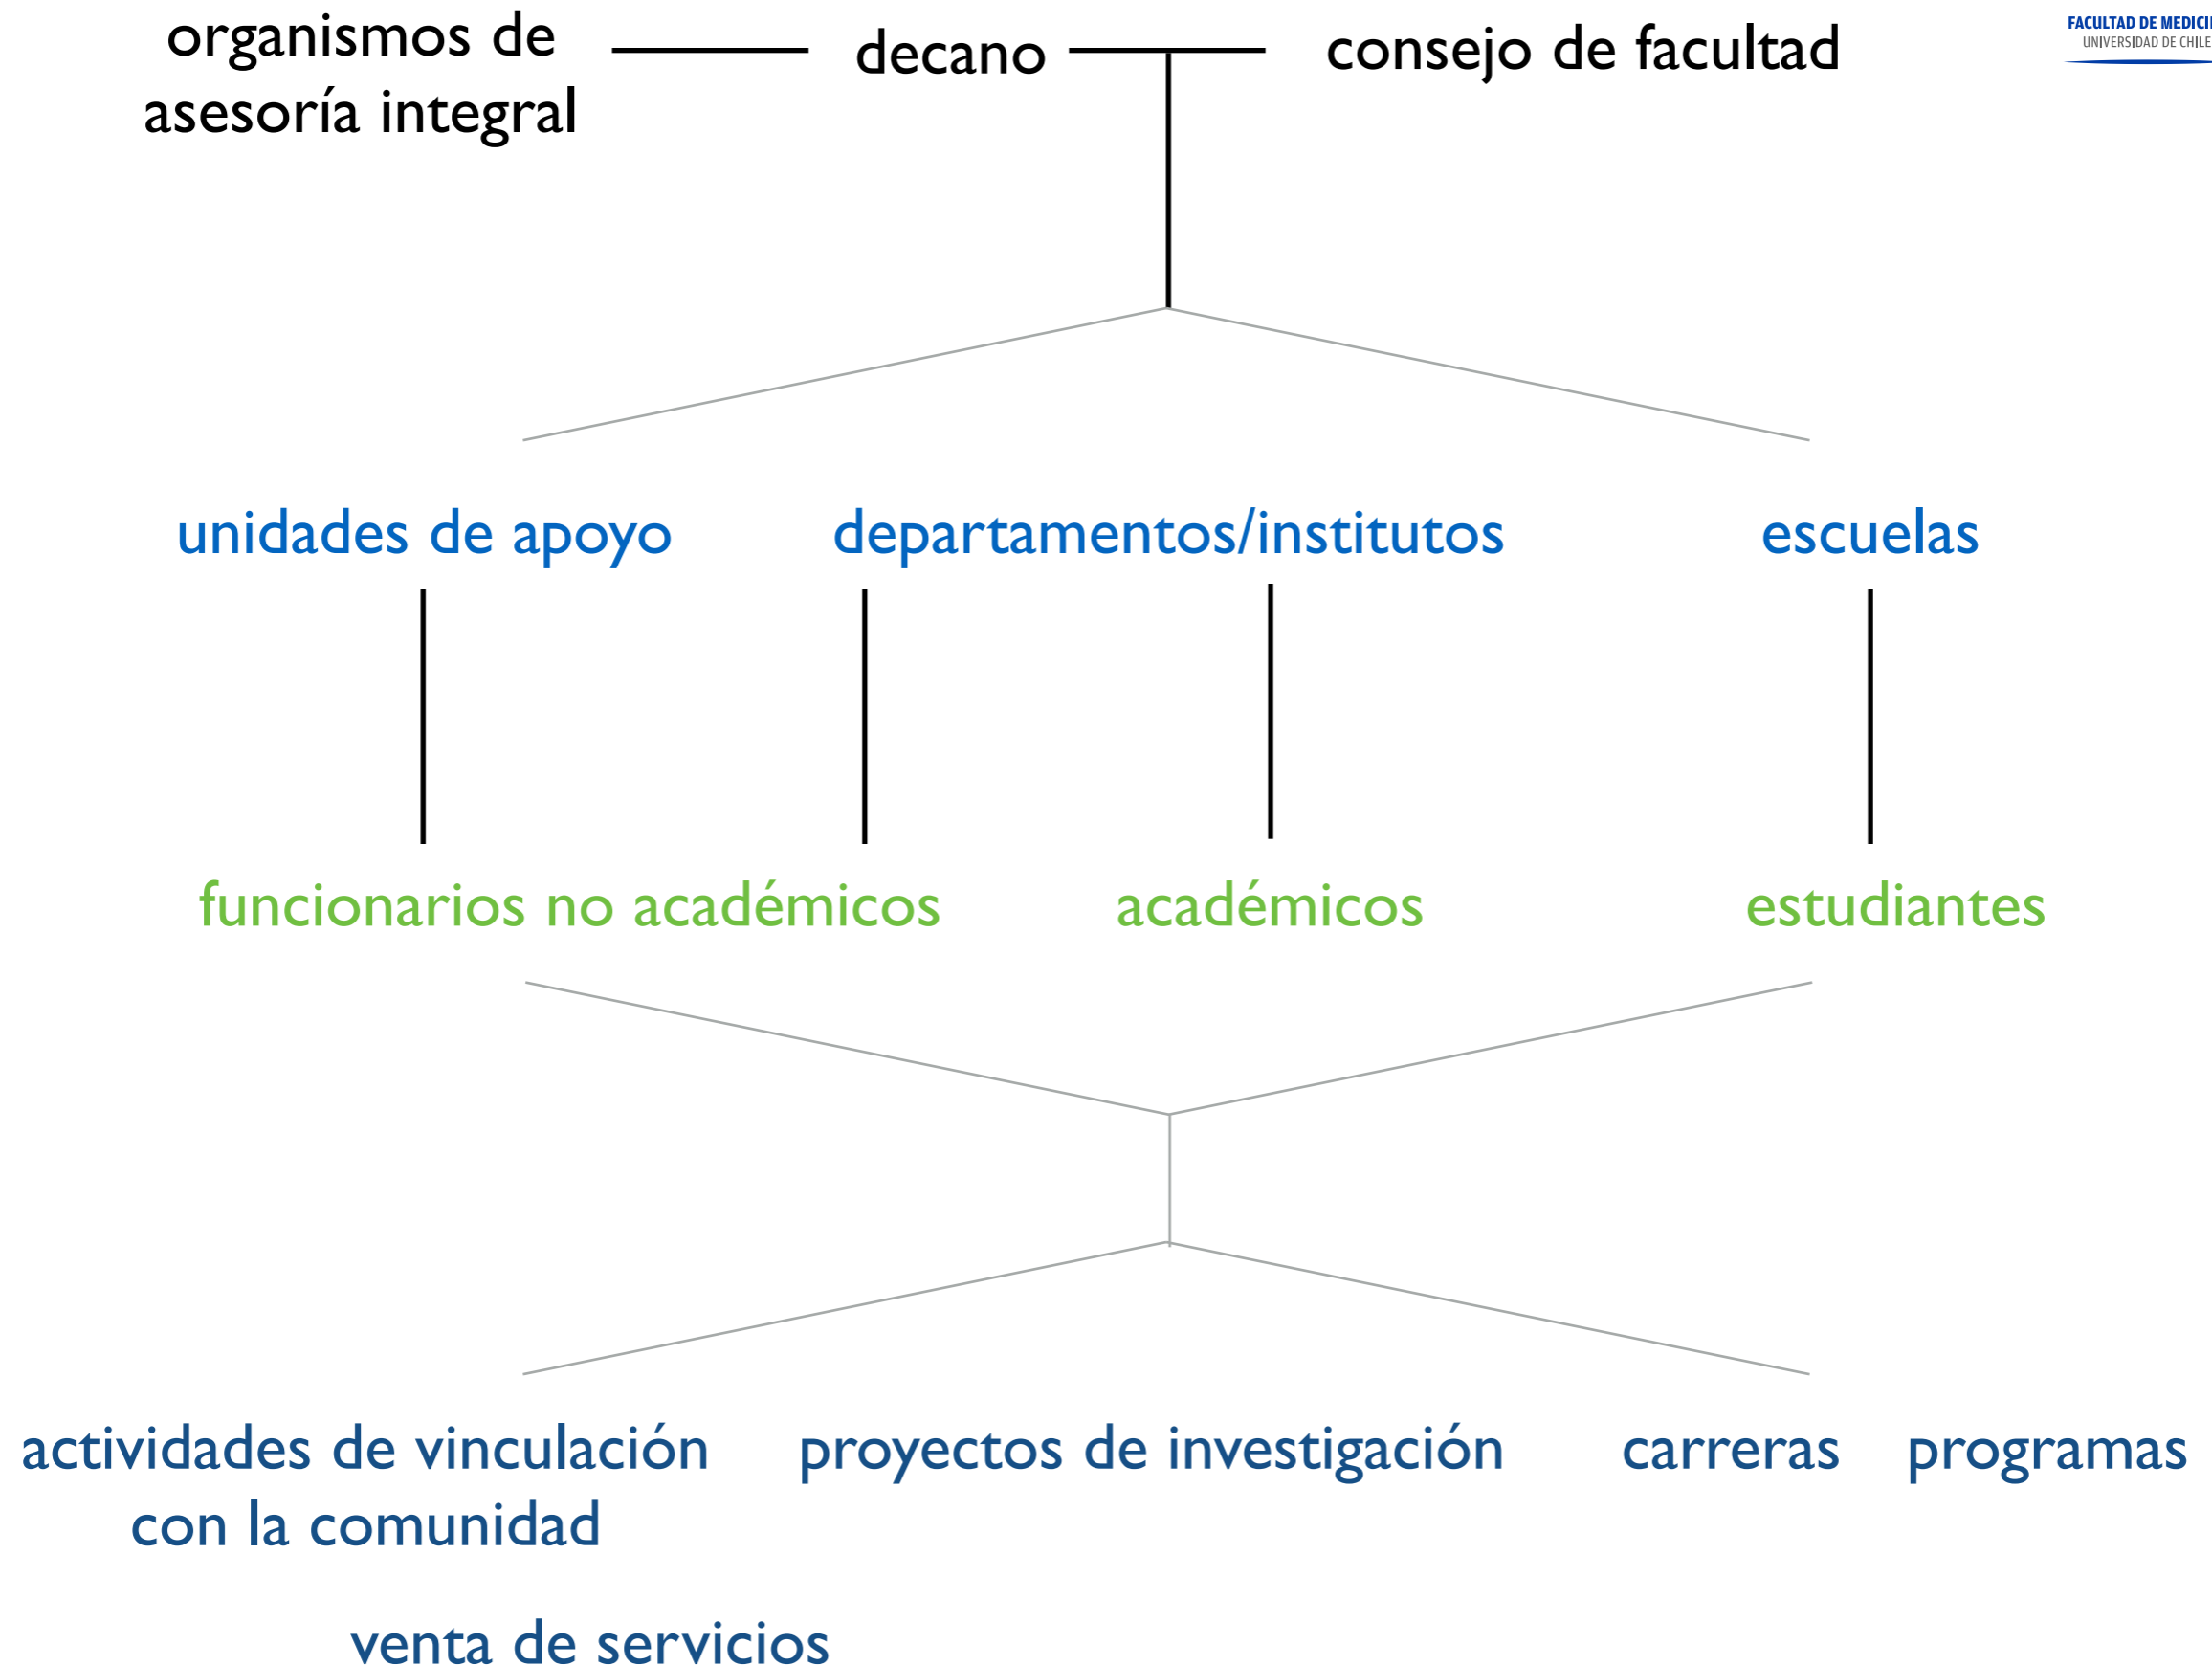 organismos de
asesoría integral
decano
consejo de facultad
FACULTAD DE MEDICI
UNIVERSIDAD DE CHILE
unidades de apoyo
departamentos/institutos
escuelas
funcionarios no académicos
académicos
estudiantes
actividades de vinculación
con la comunidad
proyectos de investigación
carreras
programas
venta de servicios